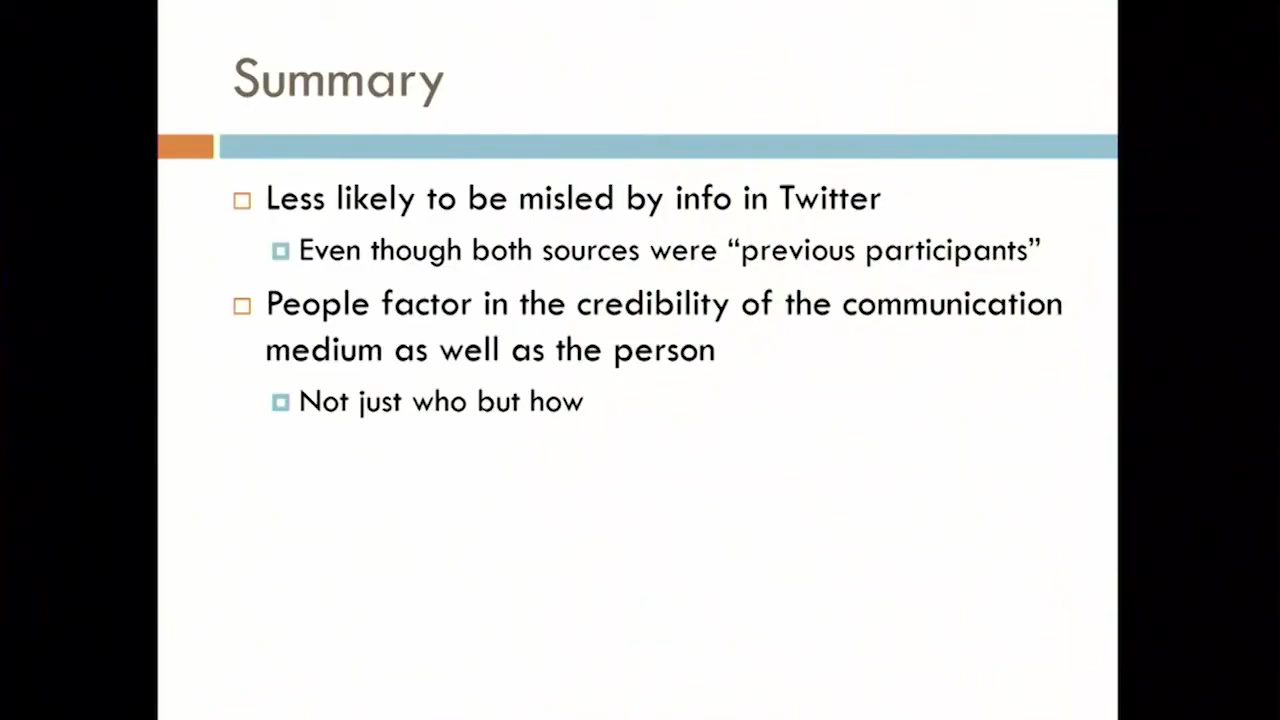 Summary
Less likely to be misled by info in Twitter
Even though both sources were “previous participants”
People factor in the credibility of the communication
medium as well as the person
Not just who but how